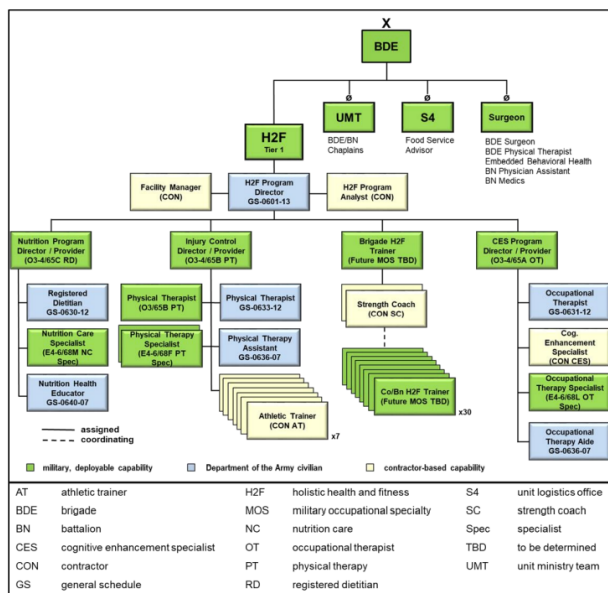 X
BDE
ø
ø
ø
UMT
S4
Surgeon
H2F
Tier 1
BDE/BN
Chaplains
Food Service
Advisor
BDE Surgeon
BDE Physical Therapist
Embedded Behavioral Health
BN Physician Assistant
BN Medics
Facility Manager
(CON)
H2F Program
Director
GS-0601-13
H2F Program
Analyst (CON)
Nutrition Program
Director / Provider
(O3-4/65C RD)
Injury Control
Director / Provider
(O3-4/65B PT)
Brigade H2F
Trainer
(Future MOS TBD)
CES Program
Director / Provider
(O3-4/65A OT)
Registered
Dietitian
GS-0630-12
Nutrition Care
Specialist
(E4-6/68M NC
Spec)
Nutrition Health
Educator
GS-0640-07
Physical Therapist
(O3/65B PT)
Physical Therapist
GS-0633-12
Physical Therapy
Specialist
(E4-6/68F PT
Spec)
Physical Therapy
Assistant
GS-0636-07
Athletic Trainer
(CON AT)
x7
Strength Coach
(CON SC)
Co/Bn H2F Trainer
(Future MOS TBD)
x30
Occupational
Therapist
GS-0631-12
Cog.
Enhancement
Specialist
(CON CES)
Occupational
Therapy Specialist
(E4-6/68L OT
Spec)
Occupational
Therapy Aide
GS-0636-07
assigned
coordinating
military, deployable capability
Department of the Army civilian
contractor-based capability
AT athletic trainer
BDE brigade
BN battalion
CES cognitive enhancement specialist
CON contractor
GS general schedule
H2F holistic health and fitness
MOS military occupational specialty
NC nutrition care
OT occupational therapist
PT physical therapy
RD registered dietitian
S4 unit logistics office
SC strength coach
Spec specialist
TBD to be determined
UMT unit ministry team